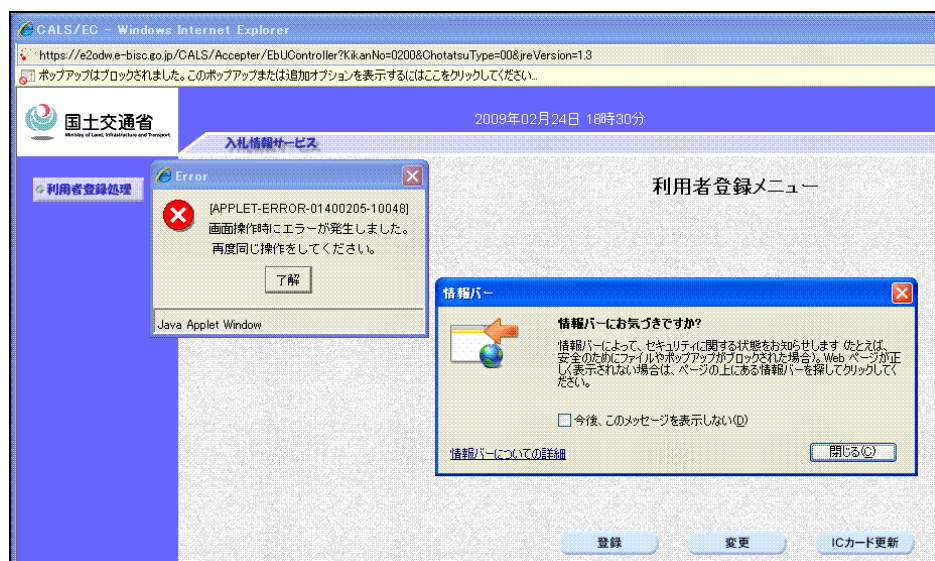 CALS/EC - Windows Internet Explorer
https://e2odw.e-bisc.go.jp/CALS/Accepter/EbUController?KikanNo=0200&ChotatsuType=00&jreVersion=1.3
ポップアップはブロックされました。このポップアップまたは追加オプションを表示するにはここをクリックしてください...
国土交通省
Ministry of Land, Infrastructure and Transport
2009年02月24日 18時30分
入札情報サービス
利用者登録処理
利用者登録メニュー
Error
[APPLET-ERROR-01400205-10048]
画面操作時にエラーが発生しました。
再度同じ操作をしてください。
了解
Java Applet Window
情報バー
情報バーにお気づきですか?
情報バーによって、セキュリティに関する状態をお知らせします (たとえば、
安全のためにファイルやポップアップがブロックされた場合)。Web ページが正
しく表示されない場合は、ページの上にある情報バーを探してクリックしてく
ださい。
今後、このメッセージを表示しない(D)
情報バーについての詳細
閉じる(C)
登録
変更
ICカード更新